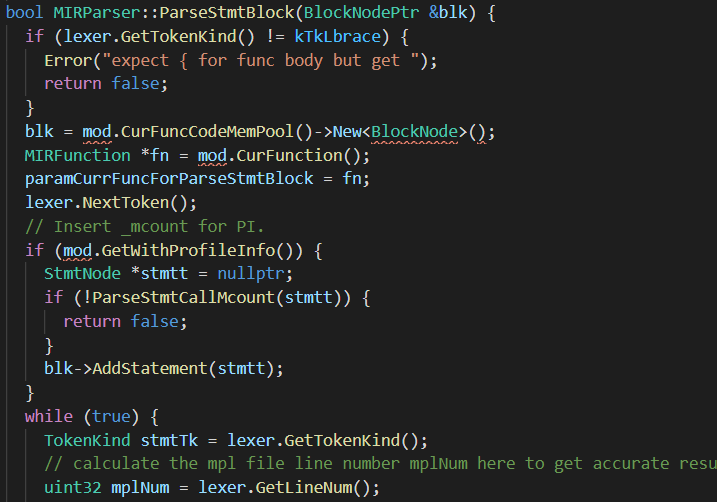 bool MIRParser::ParseStmtBlock(BlockNodePtr &blk) {
  if (lexer.GetTokenKind() != kTkLbrace) {
    Error("expect { for func body but get ");
    return false;
  }
  blk = mod.CurFuncCodeMemPool()->New<BlockNode>();
  MIRFunction *fn = mod.CurFunction();
  paramCurrFuncForParseStmtBlock = fn;
  lexer.NextToken();
  // Insert _mcount for PI.
  if (mod.GetWithProfileInfo()) {
    StmtNode *stmtt = nullptr;
    if (!ParseStmtCallMcount(stmtt)) {
      return false;
    }
    blk->AddStatement(stmtt);
  }
  while (true) {
    TokenKind stmtTk = lexer.GetTokenKind();
    // calculate the mpl file line number mplNum here to get accurate resu
    uint32 mplNum = lexer.GetLineNum();